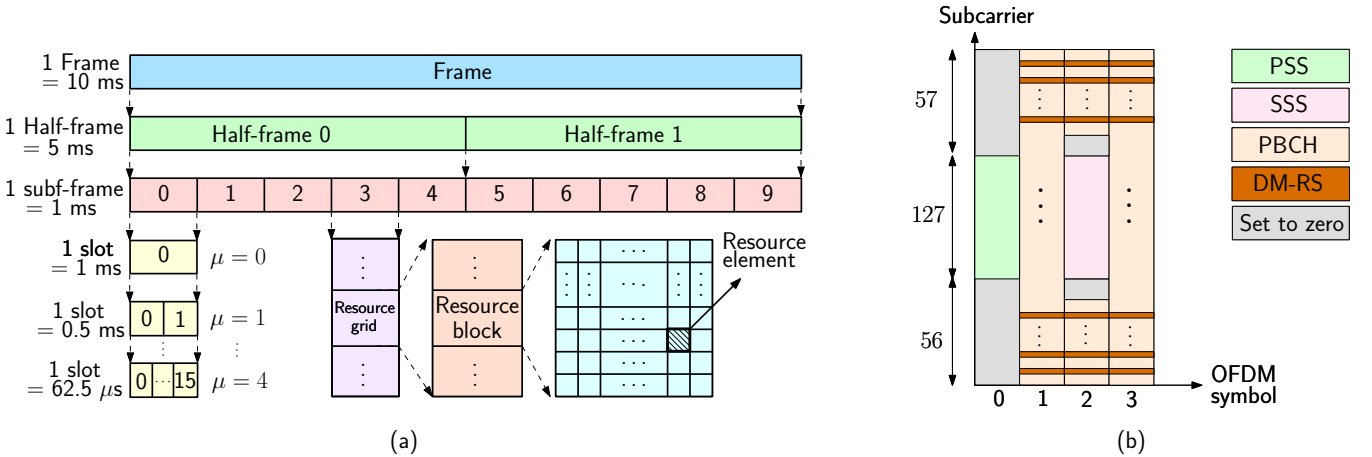 1 Frame
= 10 ms
Frame
1 Half-frame
= 5 ms
Half-frame 0
Half-frame 1
1 subf-frame
= 1 ms
0 1 2 3 4 5 6 7 8 9
1 slot
= 1 ms
0
μ = 0
1 slot
= 0.5 ms
0 1
μ = 1
1 slot
= 62.5 μs
0 ... 15
μ = 4
Resource
grid
Resource
block
Resource
element
(a)
Subcarrier
57
127
56
0 1 2 3
OFDM
symbol
PSS
SSS
PBCH
DM-RS
Set to zero
(b)